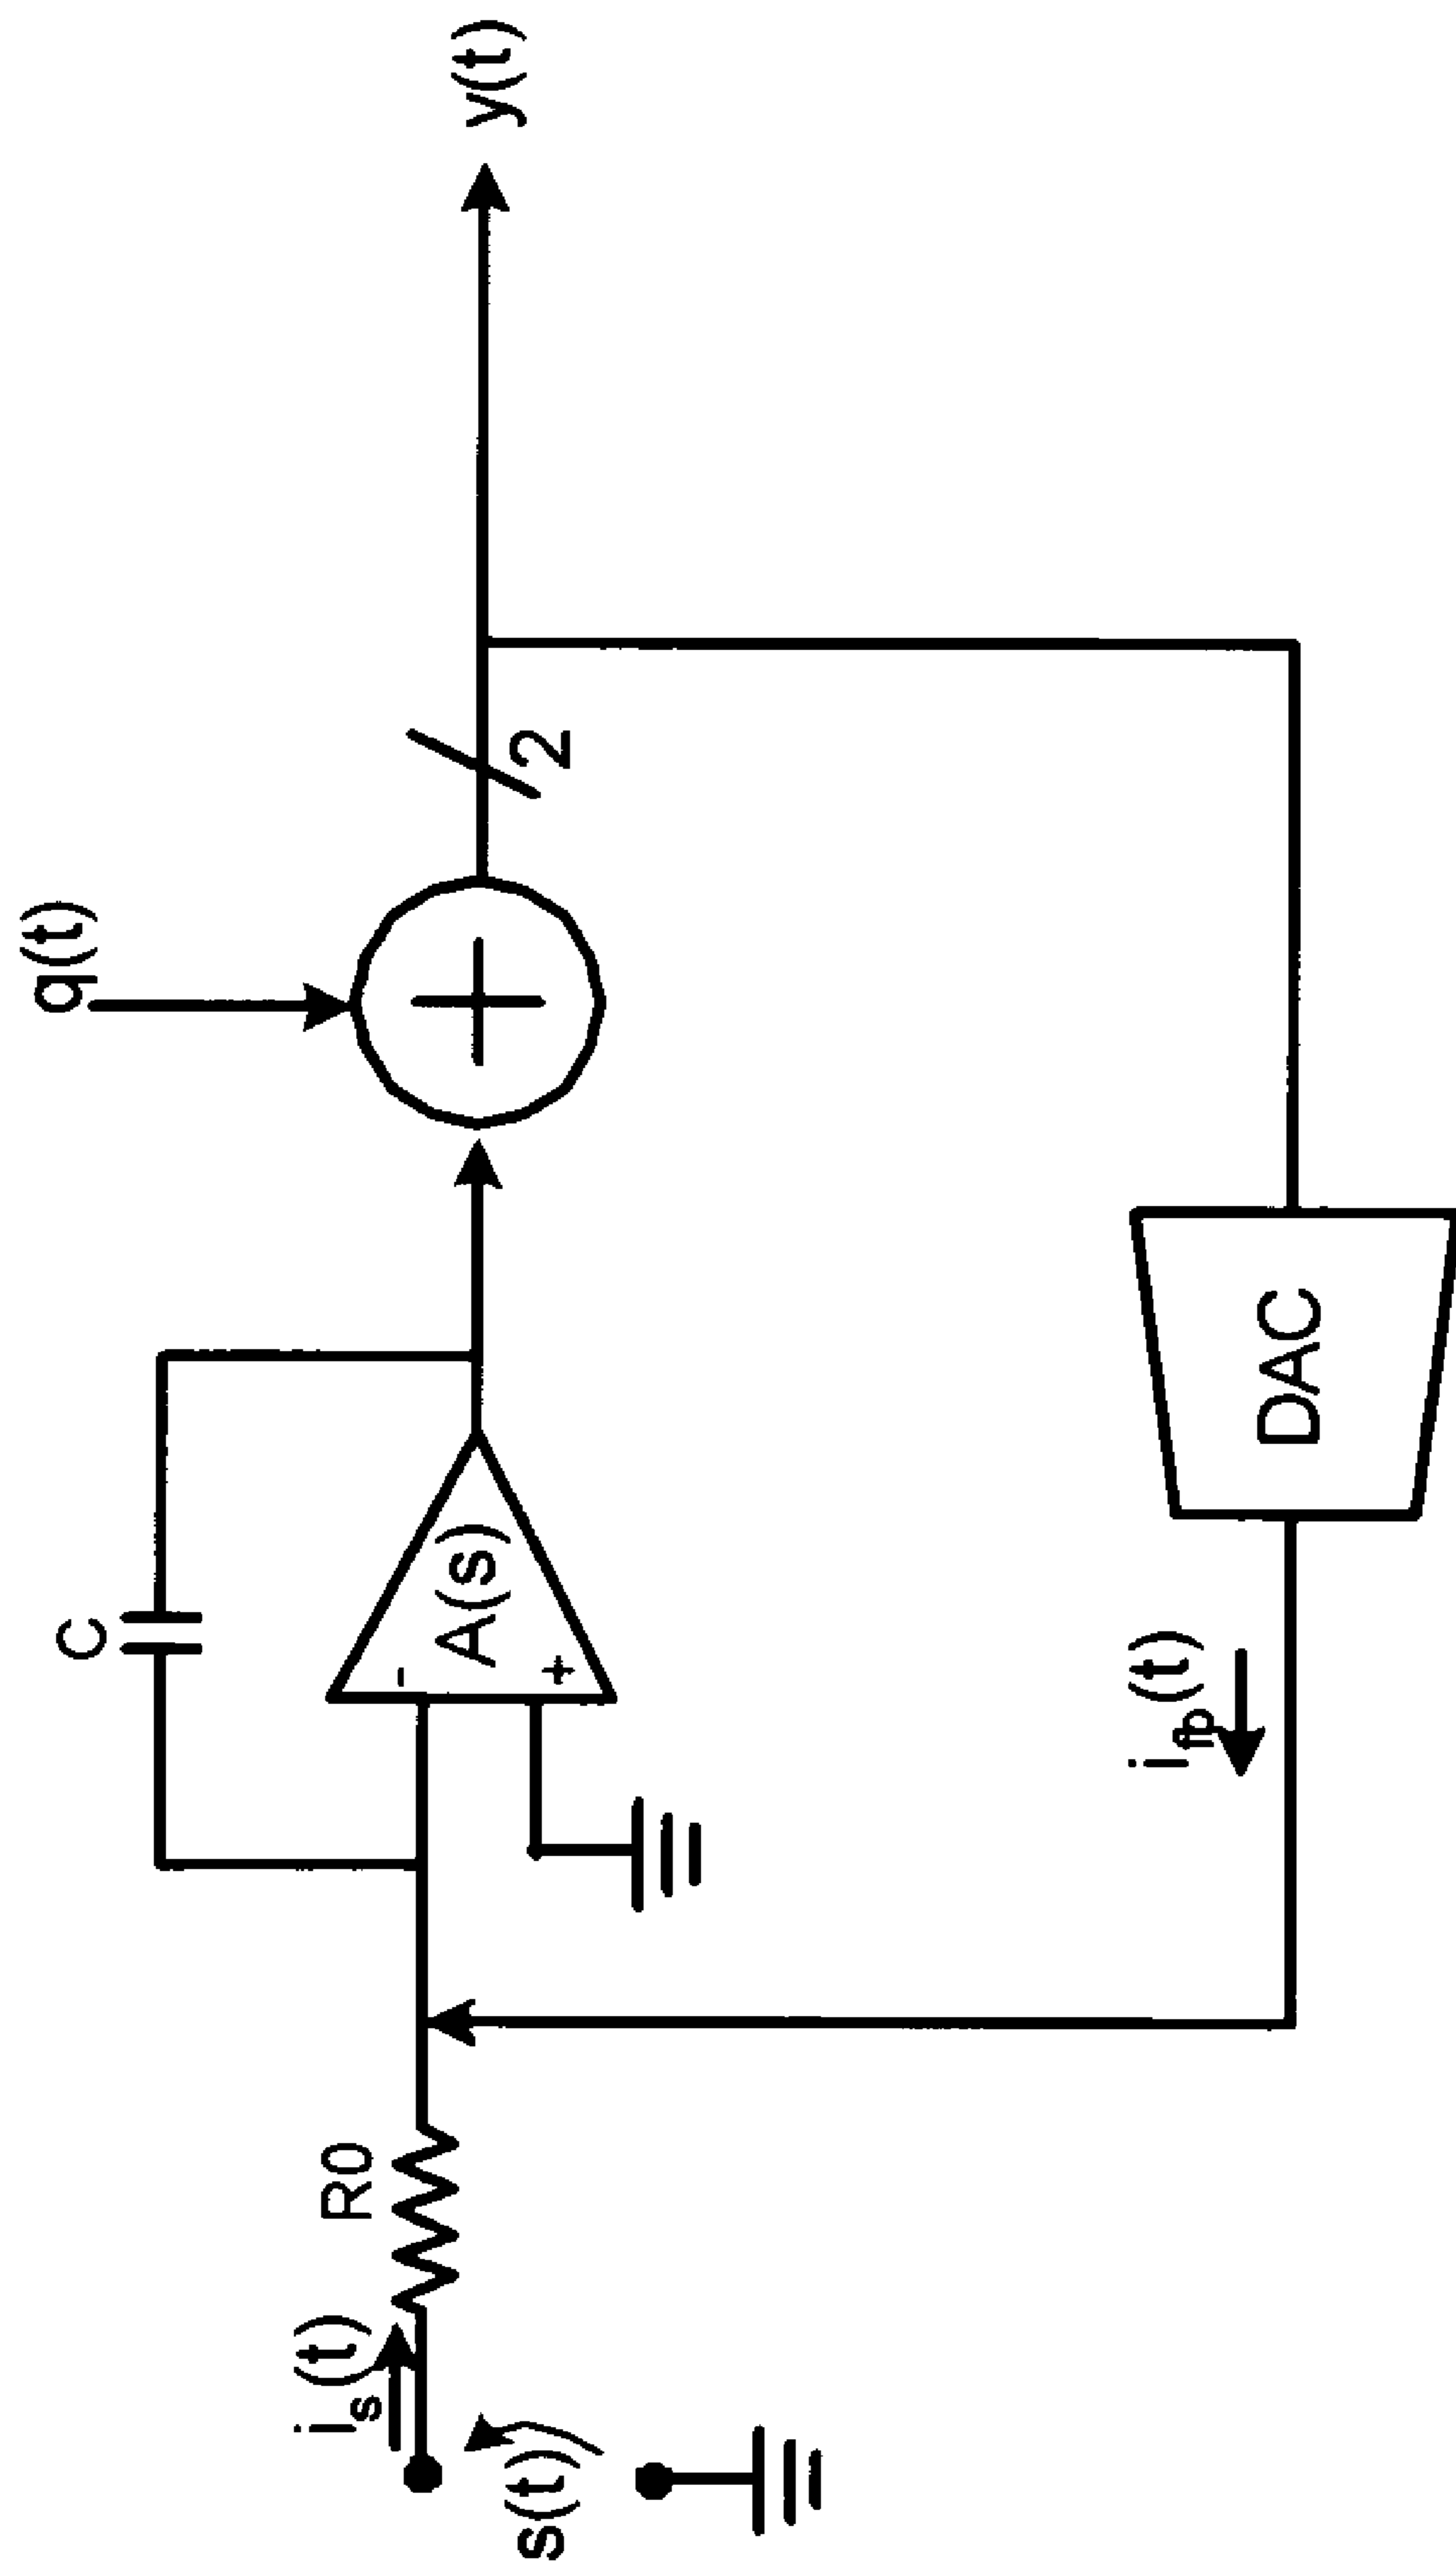 q(t)
y(t)
C
2
-
A(s)
+
R0
i_s(t)
s(t)
i_fb(t)
DAC